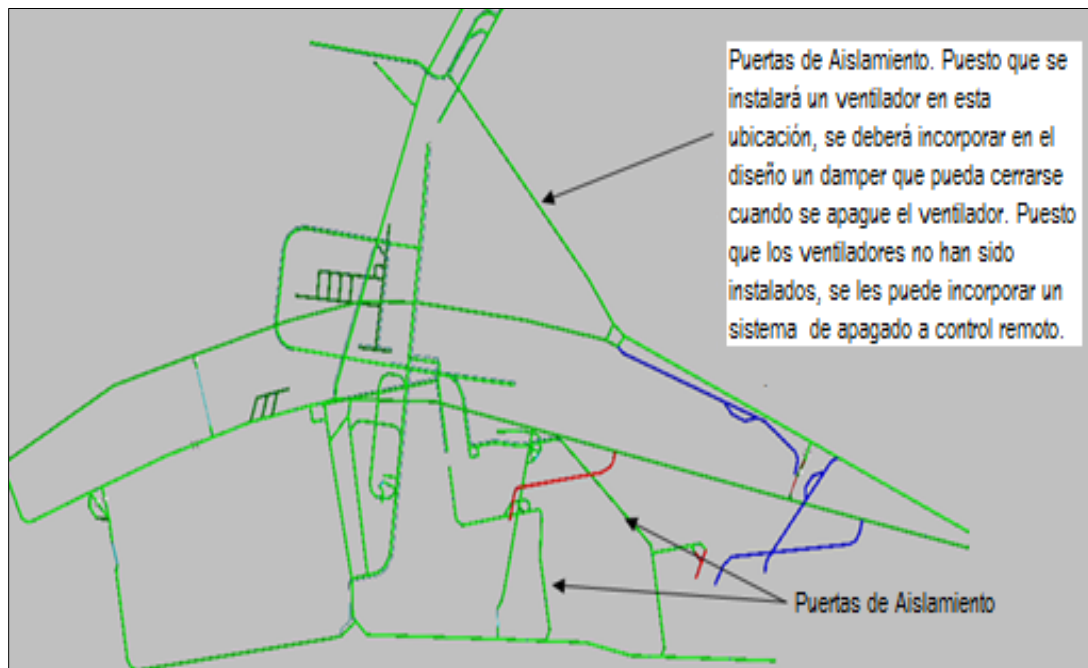 Puertas de Aislamiento. Puesto que se
instalará un ventilador en esta
ubicación, se deberá incorporar en el
diseño un damper que pueda cerrarse
cuando se apague el ventilador. Puesto
que los ventiladores no han sido
instalados, se les puede incorporar un
sistema de apagado a control remoto.
Puertas de Aislamiento